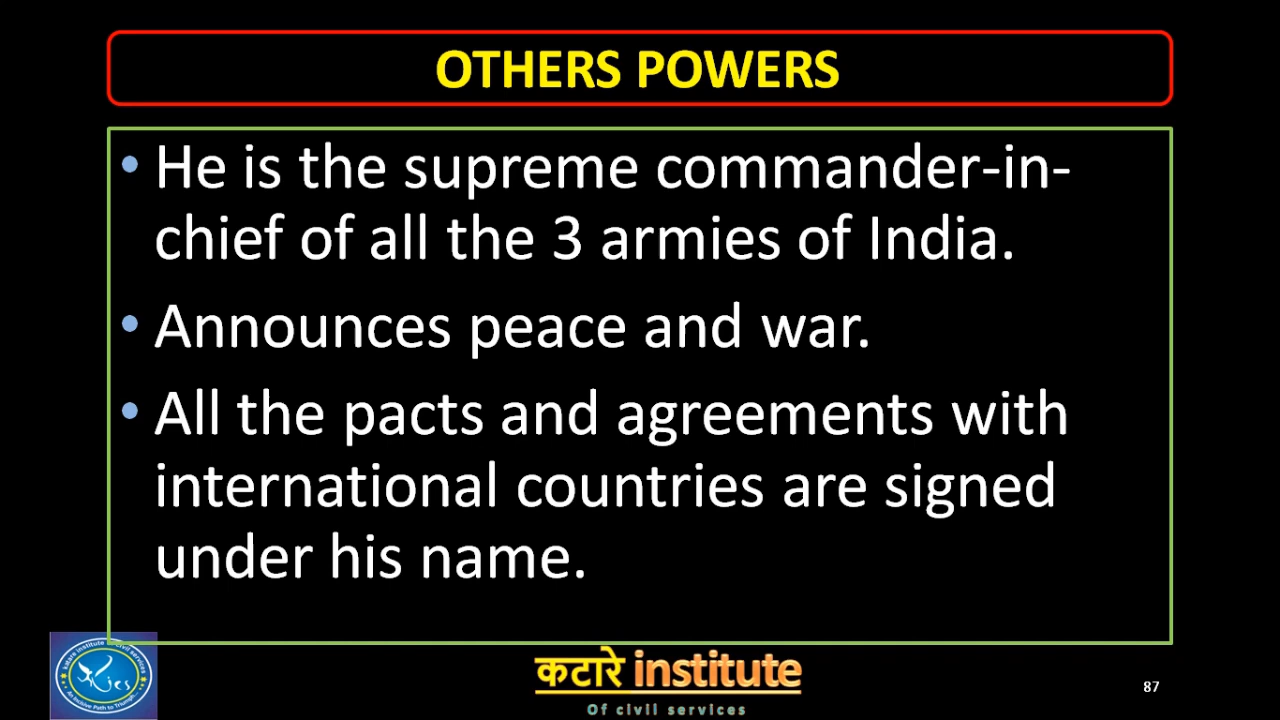 OTHERS POWERS
• He is the supreme commander-in-
chief of all the 3 armies of India.
• Announces peace and war.
• All the pacts and agreements with
international countries are signed
under his name.
कटारे institute
Of civil services
87